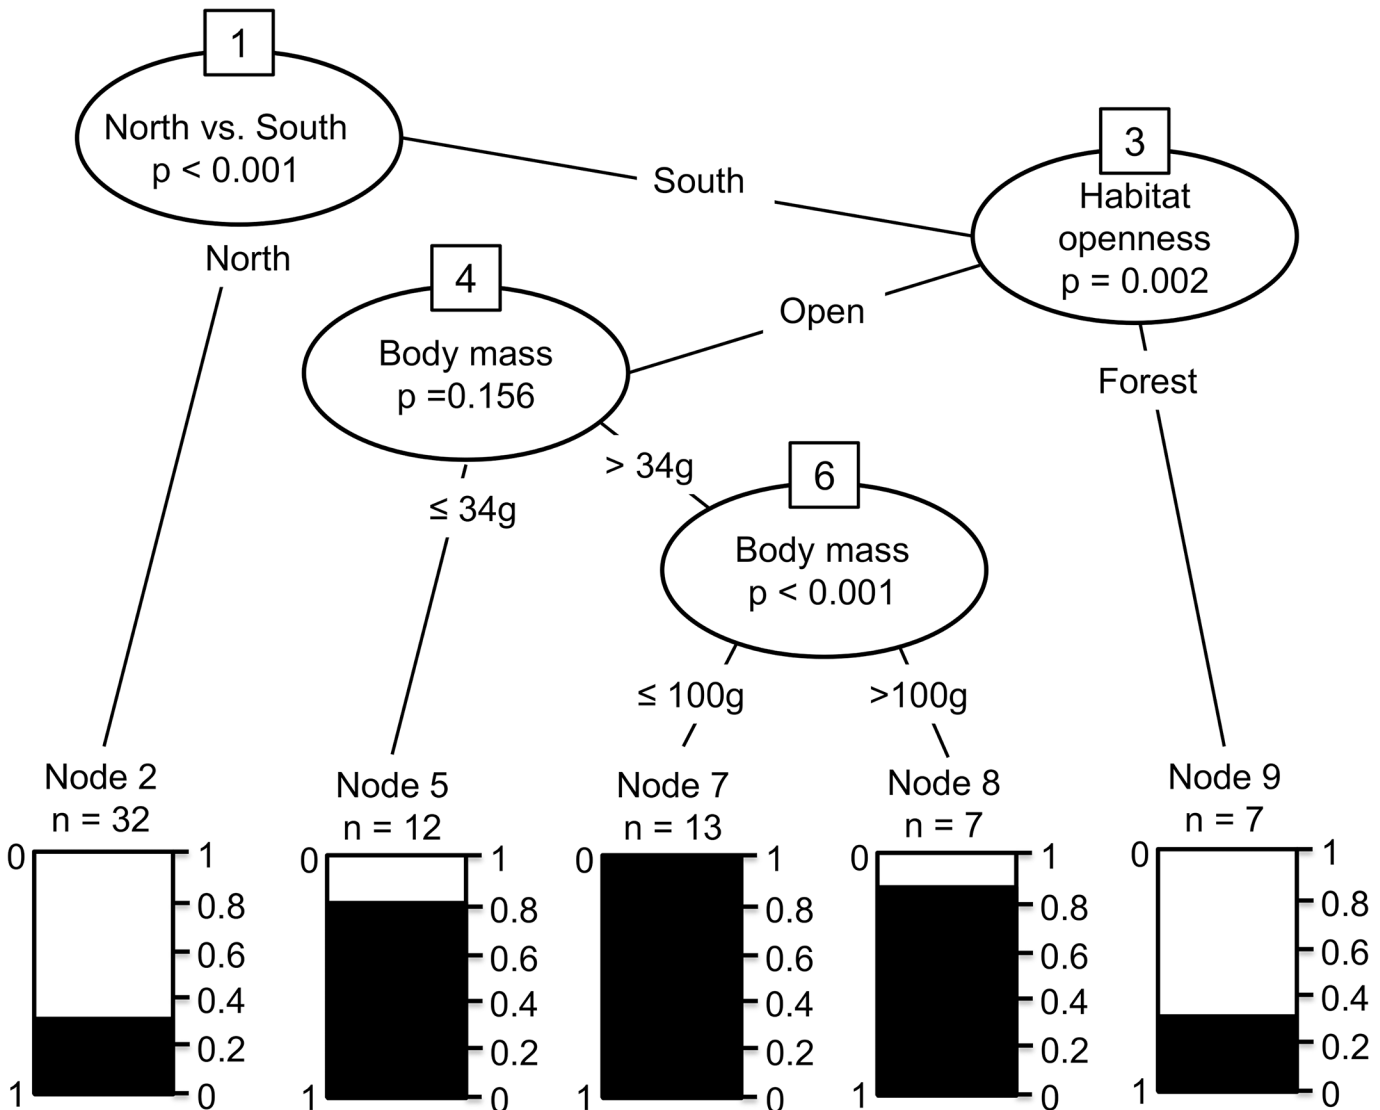 1
North vs. South
p < 0.001
South
North
3
Habitat
openness
p = 0.002
Open
Forest
4
Body mass
p =0.156
≤ 34g
> 34g
6
Body mass
p < 0.001
≤ 100g
>100g
Node 2
n = 32
0
1
1
0.8
0.6
0.4
0.2
0
Node 5
n = 12
0
1
1
0.8
0.6
0.4
0.2
0
Node 7
n = 13
0
1
1
0.8
0.6
0.4
0.2
0
Node 8
n = 7
0
1
1
0.8
0.6
0.4
0.2
0
Node 9
n = 7
0
1
1
0.8
0.6
0.4
0.2
0